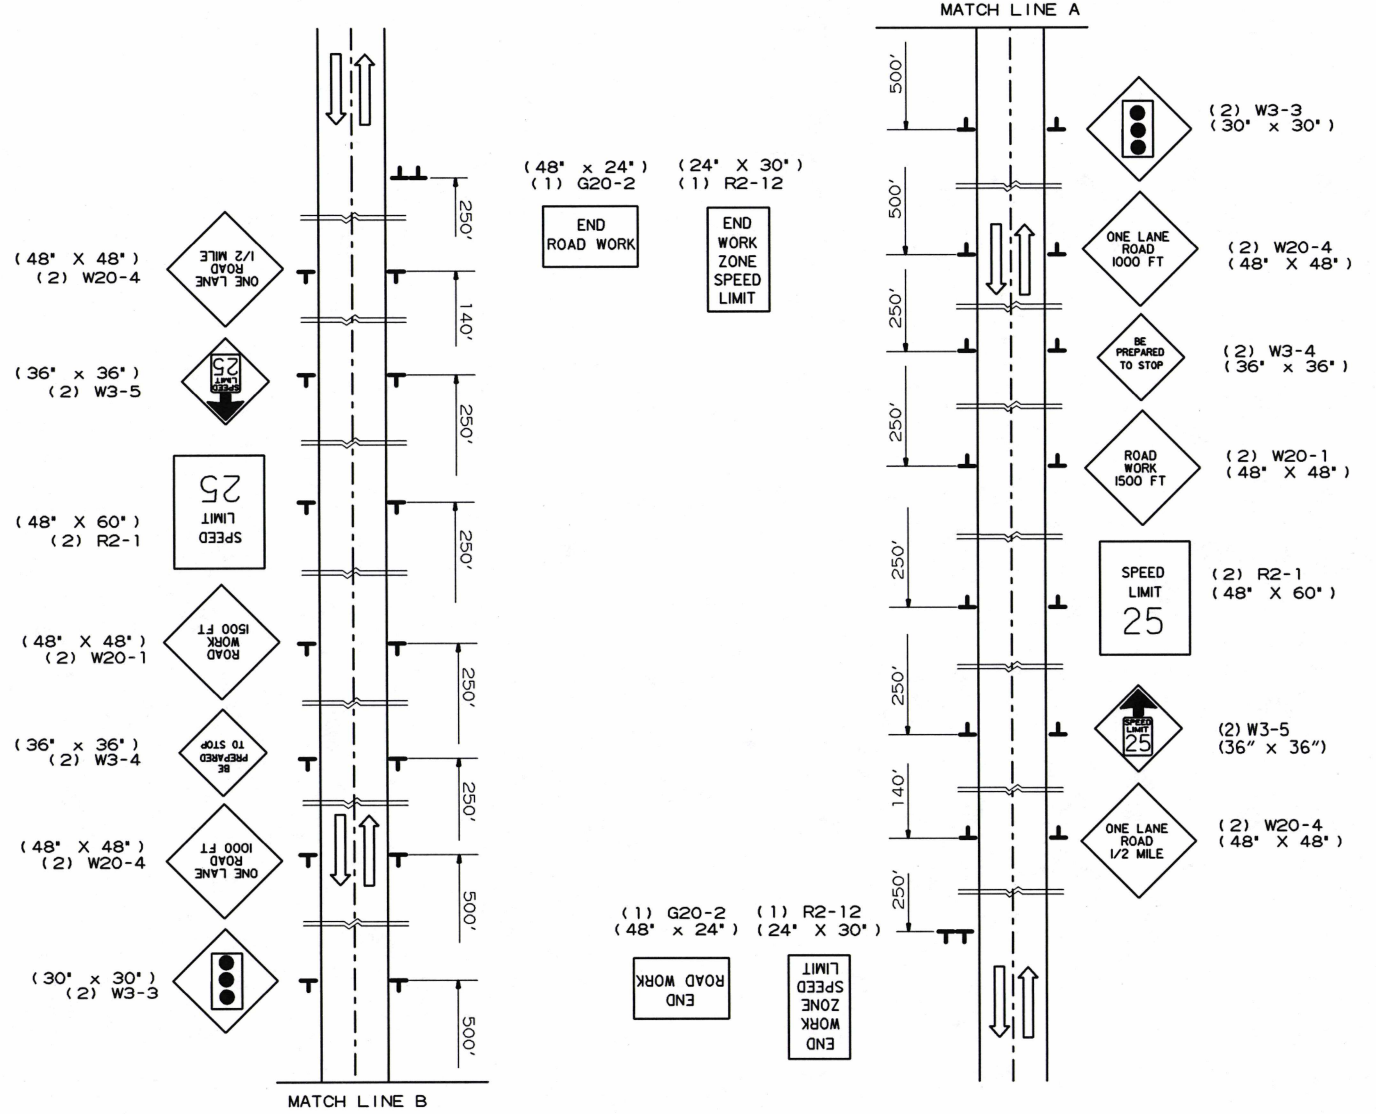 MATCH LINE A
(48" x 24")
(1) G20-2
(24" X 30")
(1) R2-12
END
ROAD WORK
END
WORK
ZONE
SPEED
LIMIT
250'
(48" X 48")
(2) W20-4
ONE LANE
ROAD
1/2 MILE
140'
(36" x 36")
(2) W3-5
SPEED
LIMIT
25
250'
(48" X 60")
(2) R2-1
SPEED
LIMIT
25
250'
(48" X 48")
(2) W20-1
ROAD
WORK
1500 FT
250'
(36" x 36")
(2) W3-4
BE
PREPARED
TO STOP
250'
(48" X 48")
(2) W20-4
ONE LANE
ROAD
1000 FT
500'
(30" x 30")
(2) W3-3
500'
MATCH LINE B
500'
(2) W3-3
(30" x 30")
500'
ONE LANE
ROAD
1000 FT
(2) W20-4
(48" X 48")
250'
BE
PREPARED
TO STOP
(2) W3-4
(36" x 36")
250'
ROAD
WORK
1500 FT
(2) W20-1
(48" X 48")
250'
SPEED
LIMIT
25
(2) R2-1
(48" X 60")
250'
SPEED
LIMIT
25
(2) W3-5
(36" x 36")
140'
ONE LANE
ROAD
1/2 MILE
(2) W20-4
(48" X 48")
250'
(1) G20-2
(48" x 24")
(1) R2-12
(24" X 30")
END
ROAD WORK
END
WORK
ZONE
SPEED
LIMIT